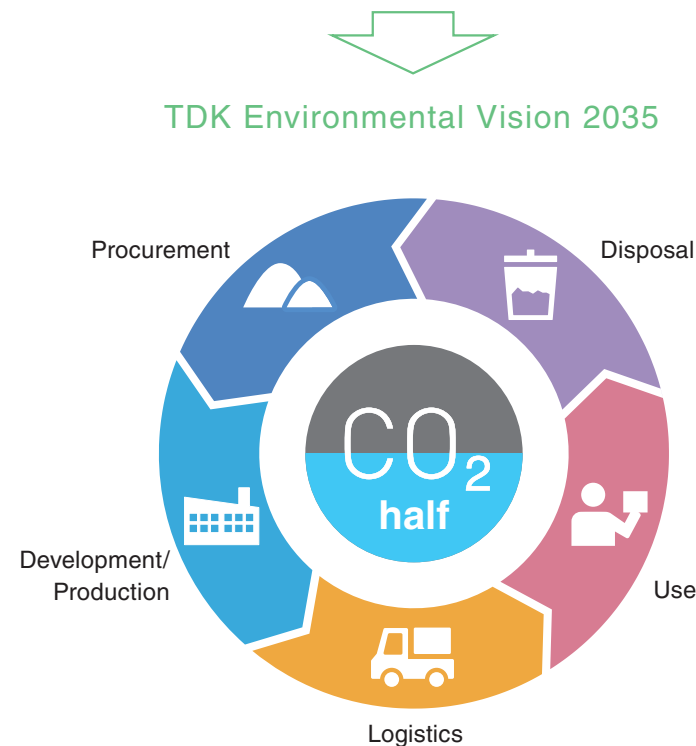 TDK Environmental Vision 2035
Procurement
Disposal
CO₂
half
Development/
Production
Use
Logistics